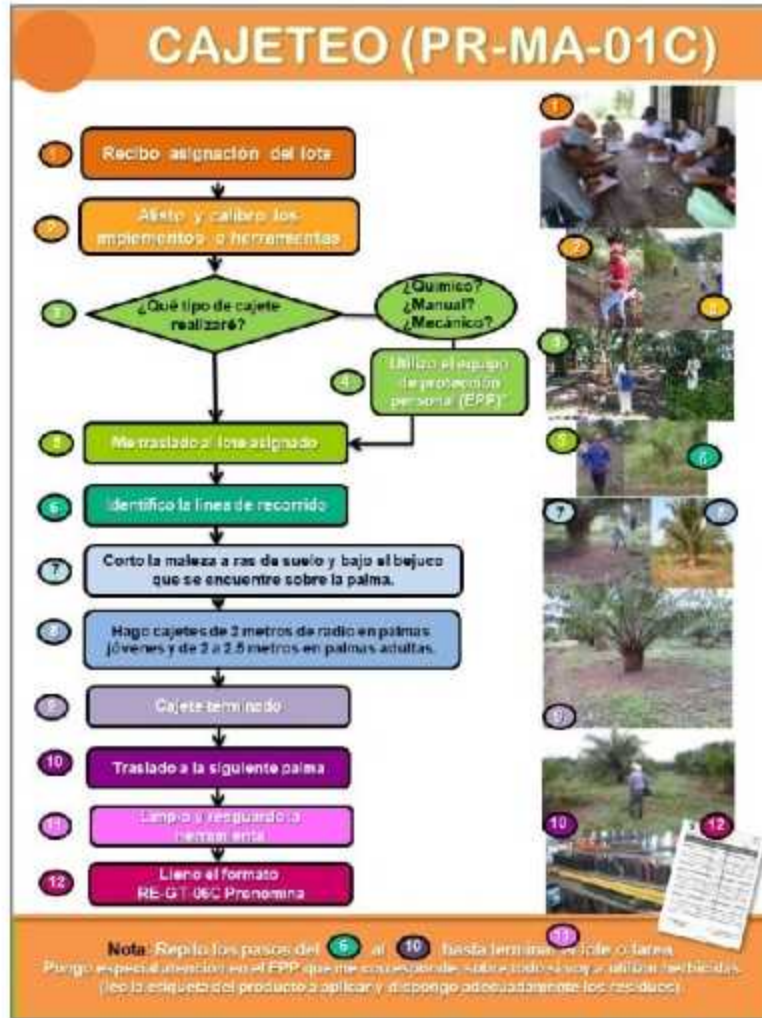 CAJETEO (PR-MA-01C)
1
Recibo asignación del lote
2
Alisto y calibro los
implementos o herramientas
3
¿Qué tipo de cajete
realizaré?
¿Químico?
¿Manual?
¿Mecánico?
4
Utilizo el equipo
de protección
personal (EPP)*
5
Me traslado al lote asignado
6
Identifico la línea de recorrido
7
Corto la maleza a ras de suelo y bajo el bejuco
que se encuentre sobre la palma.
8
Hago cajetes de 2 metros de radio en palmas
jóvenes y de 2 a 2.5 metros en palmas adultas.
9
Cajete terminado
10
Traslado a la siguiente palma
11
Limpio y resguardo la
herramienta
12
Lleno el formato
RE-GT-06C Prenomina
1
2
3
5
6
7
8
9
10
12
11
Nota: Repito los pasos del 6 al 10 hasta terminar el lote o tarea
Pongo especial atención en el EPP que me corresponde, sobre todo si voy a utilizar herbicidas
(leo la etiqueta del producto a aplicar y dispongo adecuadamente los residuos)